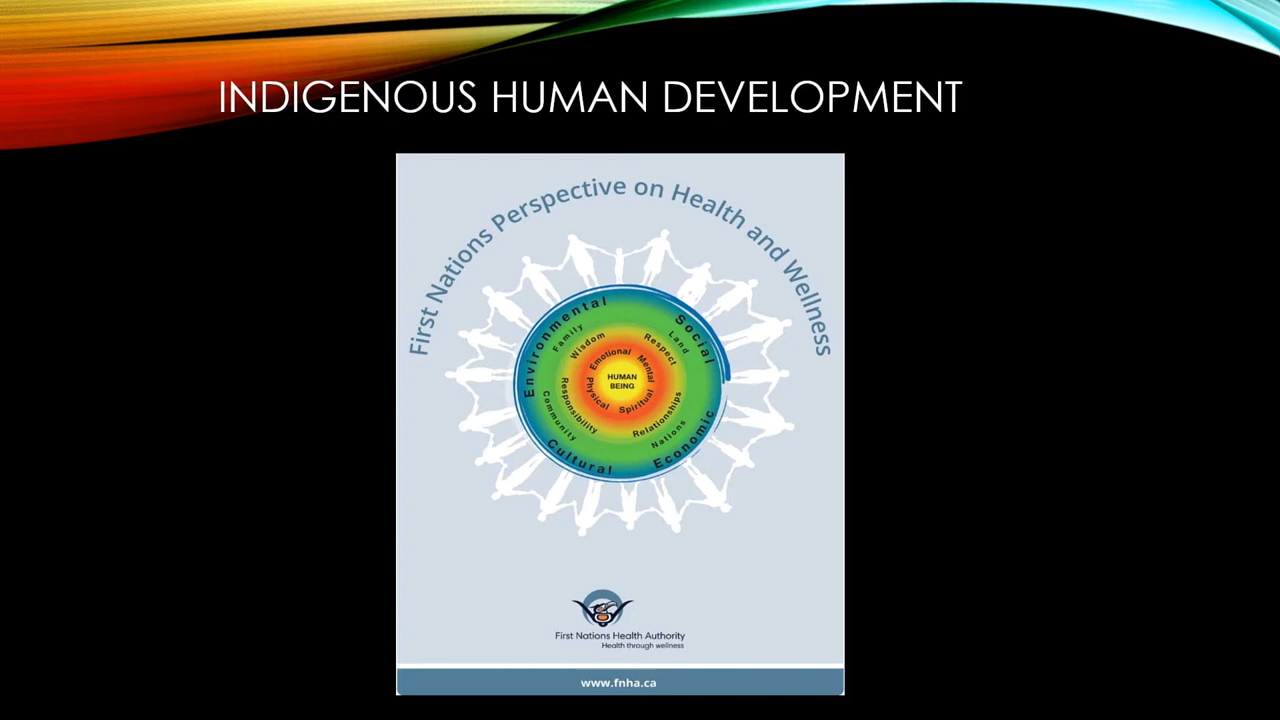 INDIGENOUS HUMAN DEVELOPMENT
First Nations Perspective on Health and Wellness
Environmental
Social
Family
Land
Wisdom
Respect
Emotional
Mental
HUMAN
BEING
Physical
Spiritual
Responsibility
Relationships
Community
Nations
Cultural
Economic
First Nations Health Authority
Health through wellness
www.fnha.ca